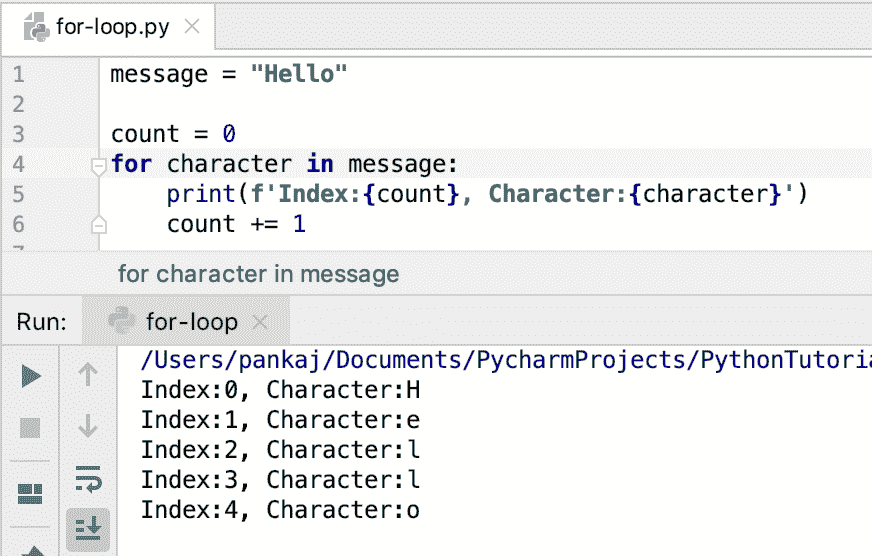 for-loop.py
1 message = "Hello"
2
3 count = 0
4 for character in message:
5     print(f'Index:{count}, Character:{character}')
6     count += 1
for character in message
Run: for-loop
/Users/pankaj/Documents/PycharmProjects/PythonTutoria
Index:0, Character:H
Index:1, Character:e
Index:2, Character:l
Index:3, Character:l
Index:4, Character:o